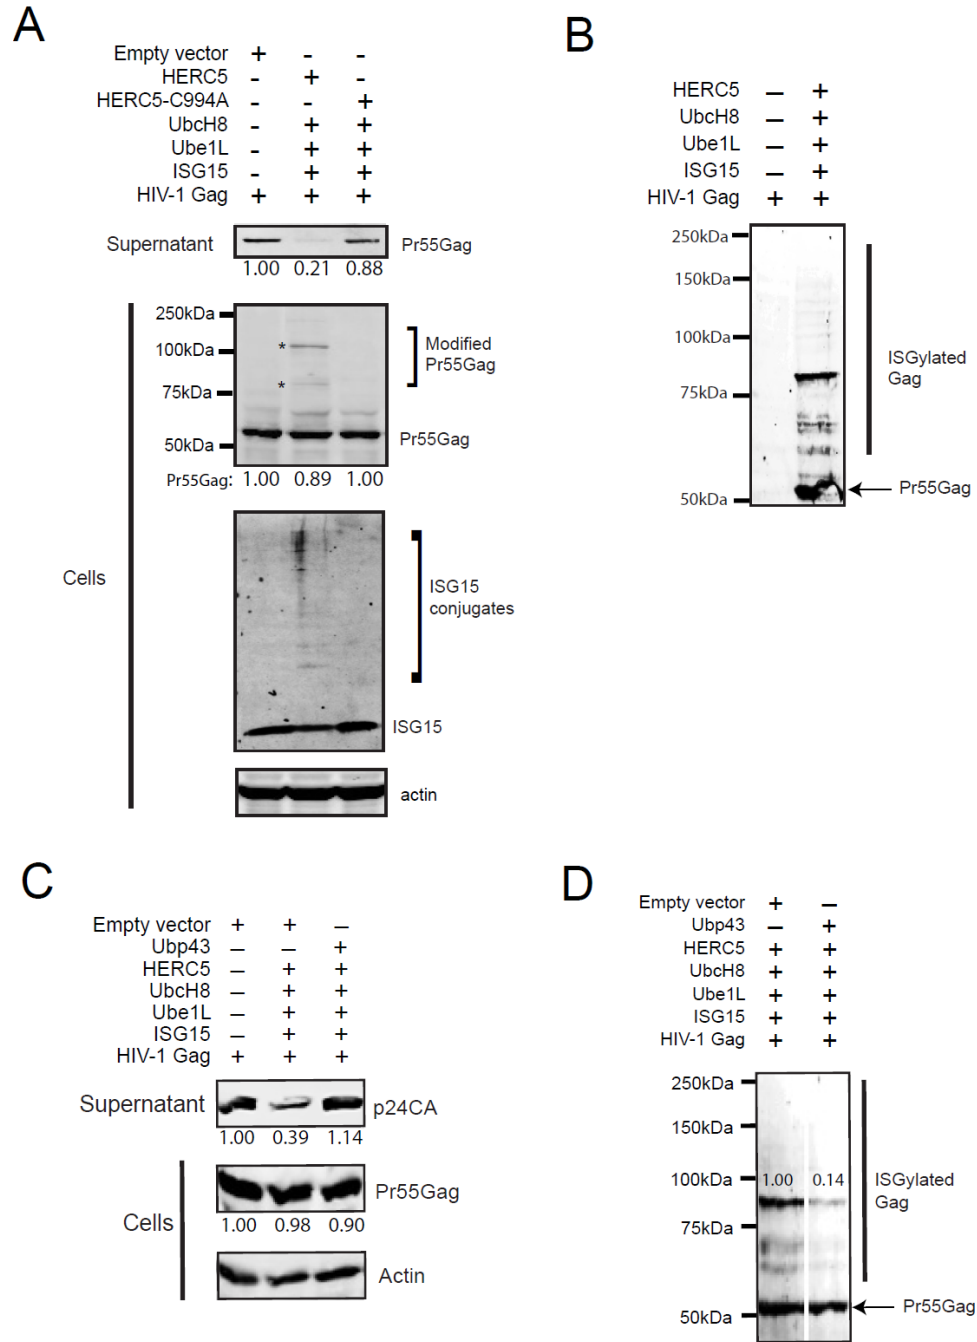 A
Empty vector + - -
HERC5 - + -
HERC5-C994A - - +
UbcH8 - + +
Ube1L - + +
ISG15 - + +
HIV-1 Gag + + +
Supernatant Pr55Gag
1.00 0.21 0.88
250kDa
100kDa * Modified
Pr55Gag
75kDa *
50kDa Pr55Gag
Pr55Gag: 1.00 0.89 1.00
Cells
ISG15
conjugates
ISG15
actin
B
HERC5 – +
UbcH8 – +
Ube1L – +
ISG15 – +
HIV-1 Gag + +
250kDa
150kDa
100kDa
ISGylated
Gag
75kDa
50kDa Pr55Gag
C
Empty vector + + –
Ubp43 – – +
HERC5 – + +
UbcH8 – + +
Ube1L – + +
ISG15 – + +
HIV-1 Gag + + +
Supernatant p24CA
1.00 0.39 1.14
Pr55Gag
Cells 1.00 0.98 0.90
Actin
D
Empty vector + –
Ubp43 – +
HERC5 + +
UbcH8 + +
Ube1L + +
ISG15 + +
HIV-1 Gag + +
250kDa
150kDa
100kDa 1.00 0.14 ISGylated
Gag
75kDa
50kDa Pr55Gag